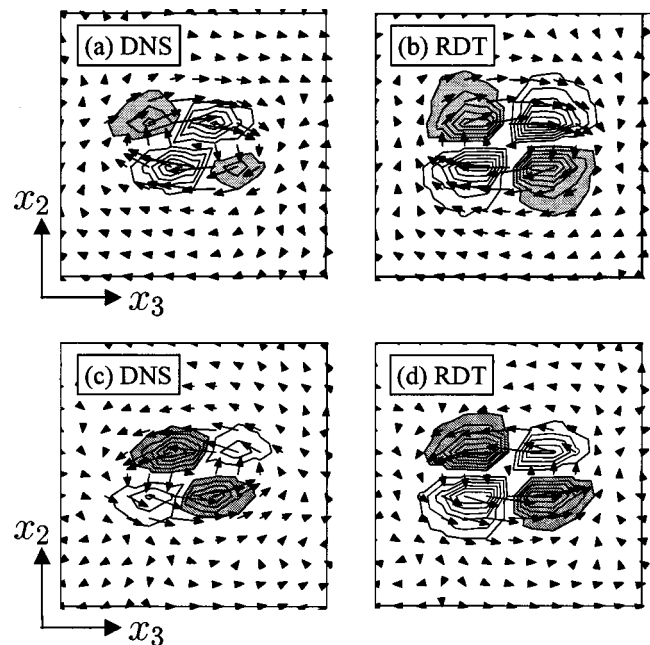 (a) DNS
(b) RDT
x₂
x₃
(c) DNS
(d) RDT
x₂
x₃